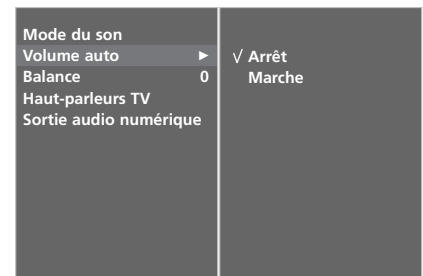 Mode du son
Volume auto ►
Balance 0
Haut-parleurs TV
Sortie audio numérique
√ Arrêt
Marche